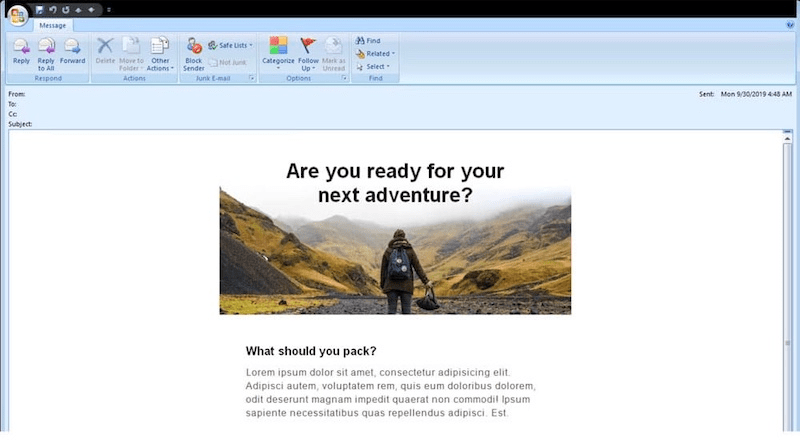 Message
Reply
Reply to All
Forward
Delete
Move to Folder
Other Actions
Block Sender
Safe Lists
Not Junk
Categorize
Follow Up
Mark as Unread
Find
Related
Select
Respond
Actions
Junk E-mail
Options
Find
From:
Sent: Mon 9/30/2019 4:48 AM
To:
Cc:
Subject:
Are you ready for your
next adventure?
What should you pack?
Lorem ipsum dolor sit amet, consectetur adipisicing elit.
Adipisci autem, voluptatem rem, quis eum doloribus dolorem,
odit deserunt magnam impedit quaerat non commodi! Ipsum
sapiente necessitatibus quas repellendus adipisci. Est.